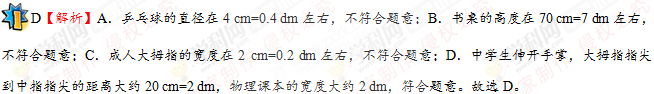 1 D【解析】A．乒乓球的直径在 4 cm=0.4 dm 左右，不符合题意；B．书桌的高度在 70 cm=7 dm 左右，
不符合题意；C．成人大拇指的宽度在 2 cm=0.2 dm 左右，不符合题意；D．中学生伸开手掌，大拇指指尖
到中指指尖的距离大约 20 cm=2 dm，物理课本的宽度大约 2 dm，符合题意。故选 D。